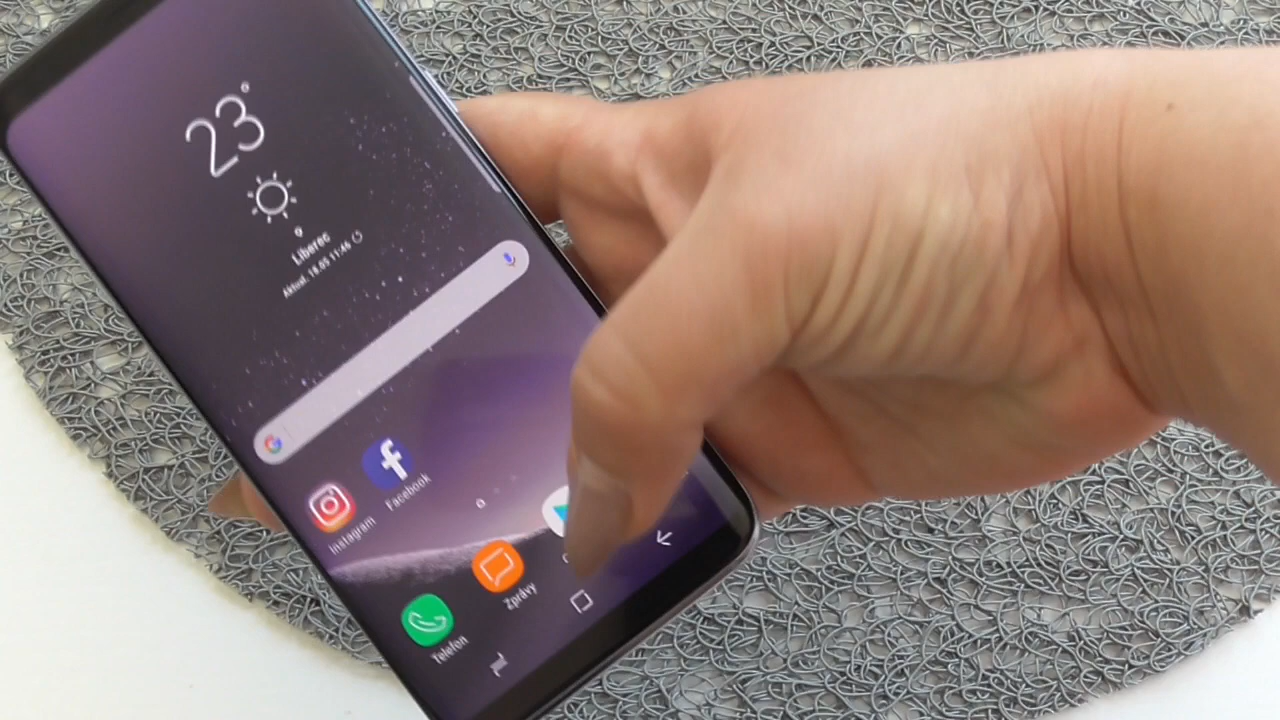 23°
Liberec
Aktual. 18.05 11:46
Instagram
Facebook
Telefon
Zprávy